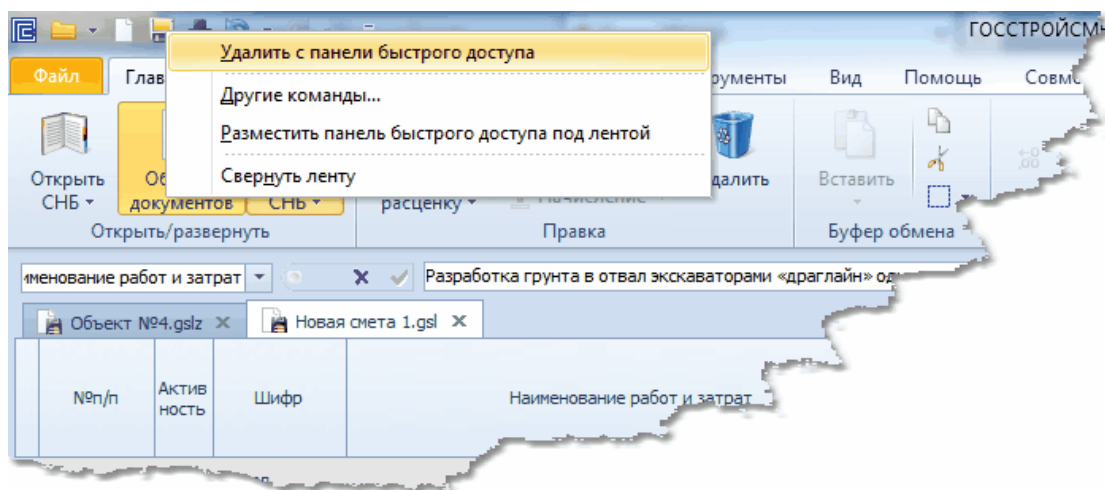 ГОССТРОЙСМ
Удалить с панели быстрого доступа
Файл Глав рументы Вид Помощь Совме
Другие команды...
Разместить панель быстрого доступа под лентой
Свернуть ленту
Открыть СНБ
документов СНБ
расценку Начисление
далить
Вставить
Открыть/развернуть Правка Буфер обмена
именование работ и затрат Разработка грунта в отвал экскаваторами «драглайн» од
Объект №4.gslz Новая смета 1.gsl
№п/п Актив ность Шифр Наименование работ и затрат